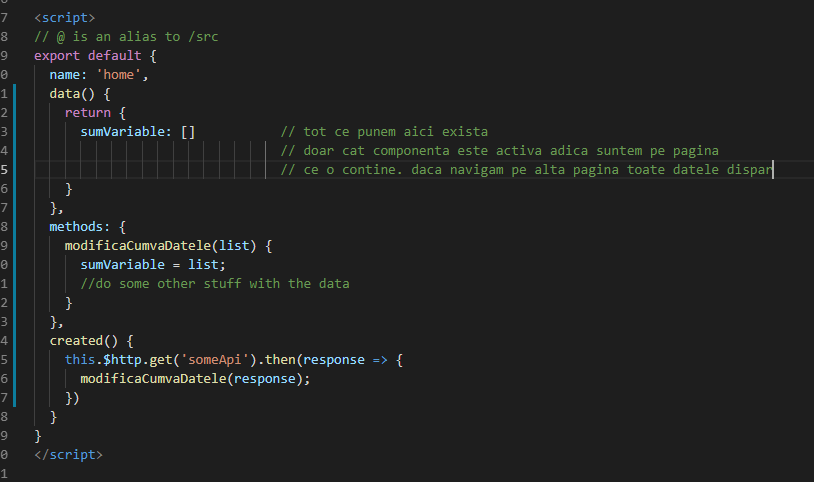 7 <script>
8 // @ is an alias to /src
9 export default {
0 name: 'home',
1 data() {
2 return {
3 sumVariable: [] // tot ce punem aici exista
4 // doar cat componenta este activa adica suntem pe pagina
5 // ce o contine. daca navigam pe alta pagina toate datele dispar
6 }
7 },
8 methods: {
9 modificaCumvaDatele(list) {
0 sumVariable = list;
1 //do some other stuff with the data
2 }
3 },
4 created() {
5 this.$http.get('someApi').then(response => {
6 modificaCumvaDatele(response);
7 })
8 }
9 }
0 </script>
1